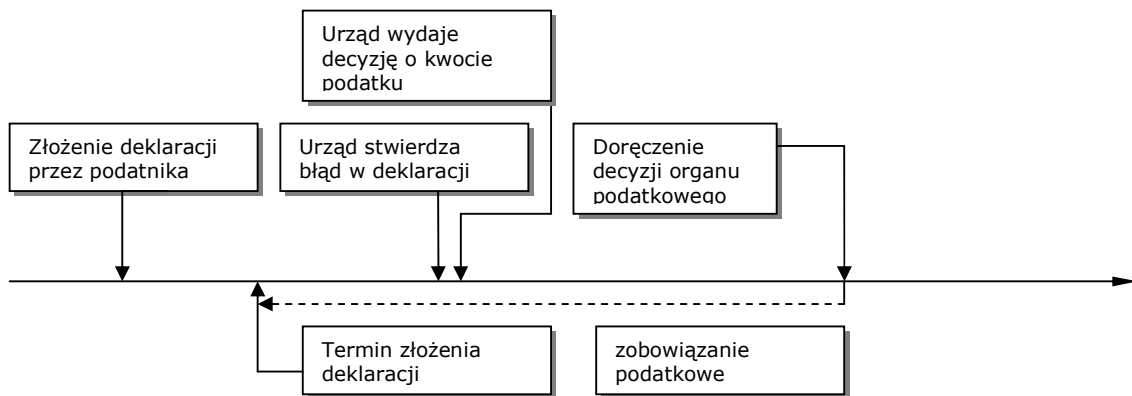 Urząd wydaje
decyzję o kwocie
podatku
Złożenie deklaracji
przez podatnika
Urząd stwierdza
błąd w deklaracji
Doręczenie
decyzji organu
podatkowego
Termin złożenia
deklaracji
zobowiązanie
podatkowe